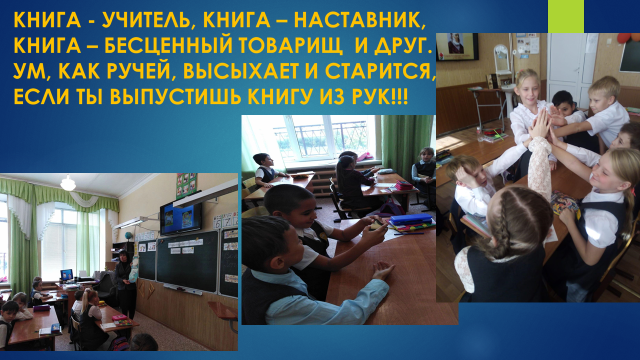 КНИГА - УЧИТЕЛЬ, КНИГА – НАСТАВНИК,
КНИГА – БЕСЦЕННЫЙ ТОВАРИЩ И ДРУГ.
УМ, КАК РУЧЕЙ, ВЫСЫХАЕТ И СТАРИТСЯ,
ЕСЛИ ТЫ ВЫПУСТИШЬ КНИГУ ИЗ РУК!!!